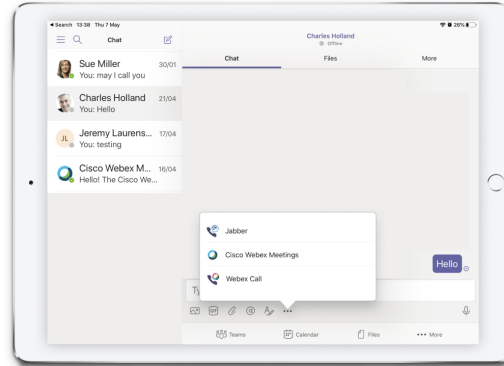 Search 13:38 Thu 7 May
26%
Chat
Sue Miller 30/01
You: may I call you
Charles Holland 21/04
You: Hello
JL
Jeremy Laurens... 17/04
You: testing
Cisco Webex M... 16/04
Hello! The Cisco We...
Charles Holland
Offline
Chat Files More
Jabber
Cisco Webex Meetings
Webex Call
Hello
Ty
GIF
Teams Calendar Files More